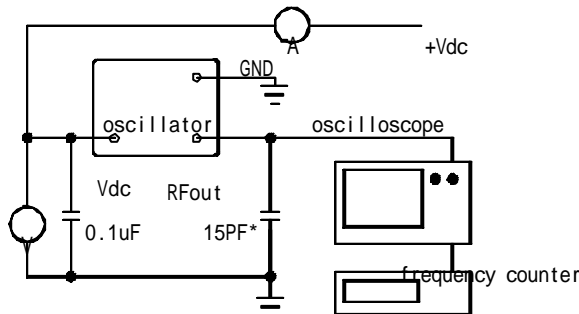 A
+Vdc
GND
oscillator
oscilloscope
Vdc
RFout
V
0.1uF
15PF*
frequency counter